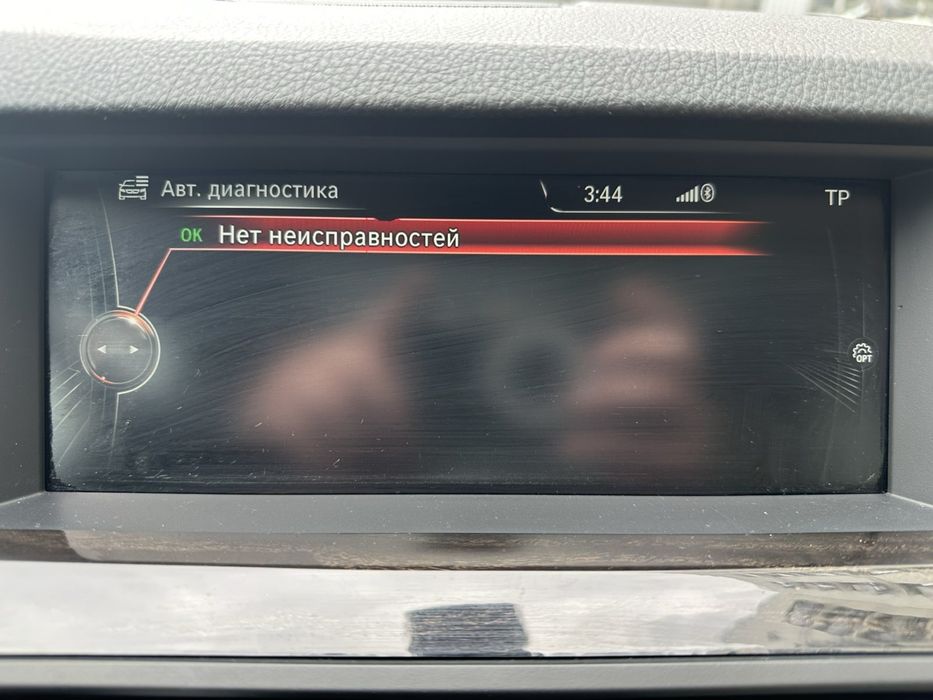 Авт. диагностика 3:44 TP
OK Нет неисправностей
OPT